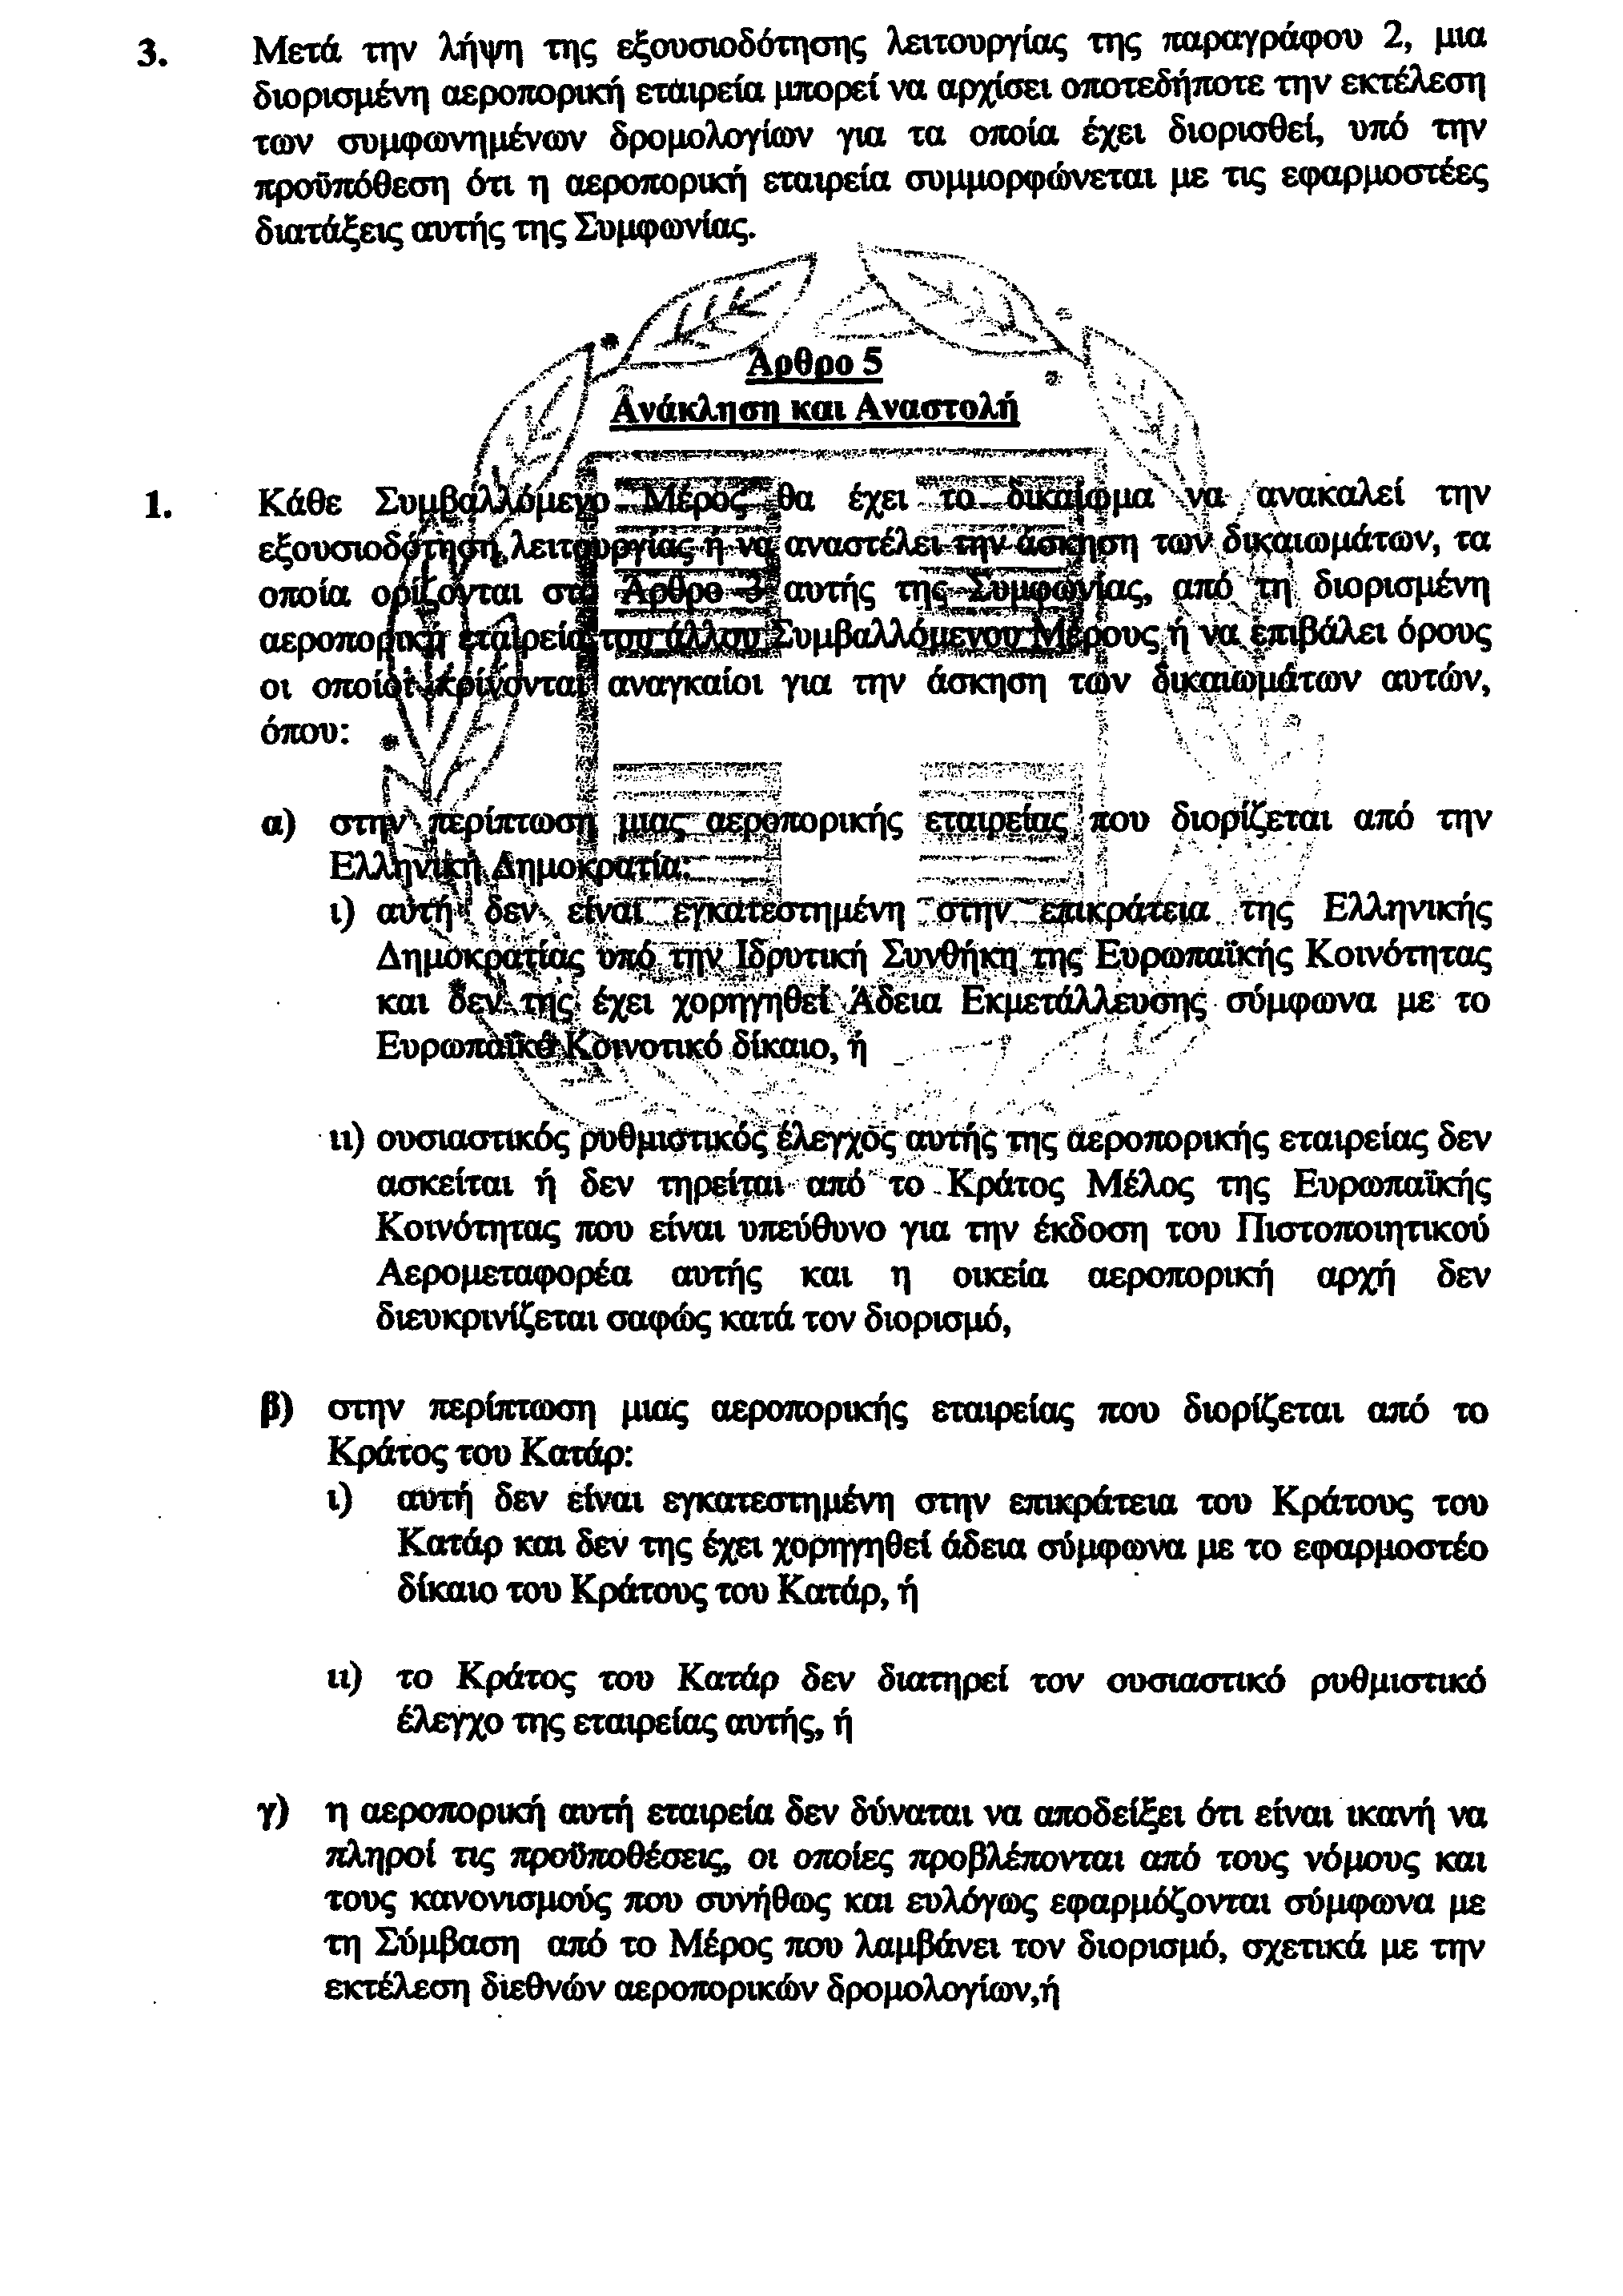 3. Μετά την λήψη της εξουσιοδότησης λειτουργίας της παραγράφου 2, μια
διορισμένη αεροπορική εταιρεία μπορεί να αρχίσει οποτεδήποτε την εκτέλεση
των συμφωνημένων δρομολογίων για τα οποία έχει διορισθεί, υπό την
προϋπόθεση ότι η αεροπορική εταιρεία συμμορφώνεται με τις εφαρμοστέες
διατάξεις αυτής της Συμφωνίας.
Άρθρο 5
Ανάκληση και Αναστολή
1. Κάθε Συμβαλλόμενο Μέρος θα έχει το δικαίωμα να ανακαλεί την
εξουσιοδότηση λειτουργίας ή να αναστέλει την άσκηση των δικαιωμάτων, τα
οποία ορίζονται στο Άρθρο 3 αυτής της Συμφωνίας, από τη διορισμένη
αεροπορική εταιρεία του άλλου Συμβαλλόμενου Μέρους ή να επιβάλει όρους
οι οποίοι κρίνονται αναγκαίοι για την άσκηση των δικαιωμάτων αυτών,
όπου:
α) στην περίπτωση μιας αεροπορικής εταιρείας που διορίζεται από την
Ελληνική Δημοκρατία:
ι) αυτή δεν είναι εγκατεστημένη στην επικράτεια της Ελληνικής
Δημοκρατίας υπό την Ιδρυτική Συνθήκη της Ευρωπαϊκής Κοινότητας
και δεν της έχει χορηγηθεί Άδεια Εκμετάλλευσης σύμφωνα με το
Ευρωπαϊκό Κοινοτικό δίκαιο, ή
ιι) ουσιαστικός ρυθμιστικός έλεγχος αυτής της αεροπορικής εταιρείας δεν
ασκείται ή δεν τηρείται από το Κράτος Μέλος της Ευρωπαϊκής
Κοινότητας που είναι υπεύθυνο για την έκδοση του Πιστοποιητικού
Αερομεταφορέα αυτής και η οικεία αεροπορική αρχή δεν
διευκρινίζεται σαφώς κατά τον διορισμό,
β) στην περίπτωση μιας αεροπορικής εταιρείας που διορίζεται από το
Κράτος του Κατάρ:
ι) αυτή δεν είναι εγκατεστημένη στην επικράτεια του Κράτους του
Κατάρ και δεν της έχει χορηγηθεί άδεια σύμφωνα με το εφαρμοστέο
δίκαιο του Κράτους του Κατάρ, ή
ιι) το Κράτος του Κατάρ δεν διατηρεί τον ουσιαστικό ρυθμιστικό
έλεγχο της εταιρείας αυτής, ή
γ) η αεροπορική αυτή εταιρεία δεν δύναται να αποδείξει ότι είναι ικανή να
πληροί τις προϋποθέσεις, οι οποίες προβλέπονται από τους νόμους και
τους κανονισμούς που συνήθως και ευλόγως εφαρμόζονται σύμφωνα με
τη Σύμβαση από το Μέρος που λαμβάνει τον διορισμό, σχετικά με την
εκτέλεση διεθνών αεροπορικών δρομολογίων,ή